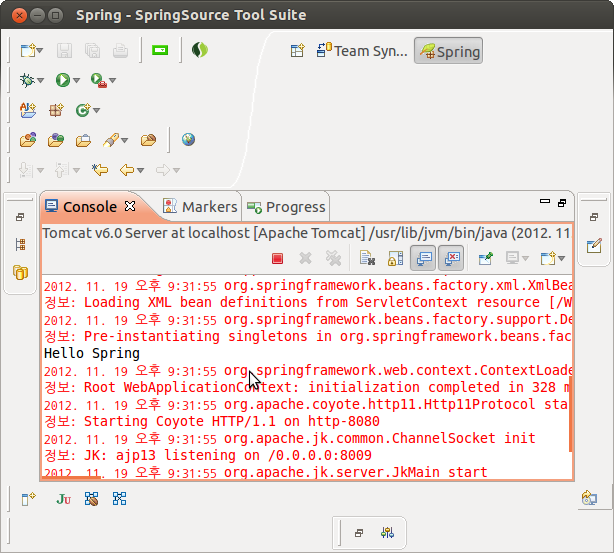 Spring - SpringSource Tool Suite
Team Syn...
Spring
Console
Markers
Progress
Tomcat v6.0 Server at localhost [Apache Tomcat] /usr/lib/jvm/bin/java (2012. 11
2012. 11. 19 오후 9:31:55 org.springframework.beans.factory.xml.XmlBea
정보: Loading XML bean definitions from ServletContext resource [/W
2012. 11. 19 오후 9:31:55 org.springframework.beans.factory.support.De
정보: Pre-instantiating singletons in org.springframework.beans.fac
Hello Spring
2012. 11. 19 오후 9:31:55 org.springframework.web.context.ContextLoade
정보: Root WebApplicationContext: initialization completed in 328 m
2012. 11. 19 오후 9:31:55 org.apache.coyote.http11.Http11Protocol sta
정보: Starting Coyote HTTP/1.1 on http-8080
2012. 11. 19 오후 9:31:55 org.apache.jk.common.ChannelSocket init
정보: JK: ajp13 listening on /0.0.0.0:8009
2012. 11. 19 오후 9:31:55 org.apache.jk.server.JkMain start